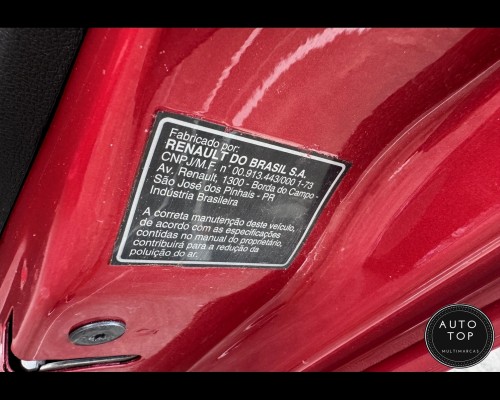 Fabricado por:
RENAULT DO BRASIL S.A.
CNPJ/M.F. n° 00.913.443/000 1-73
Av. Renault, 1300 - Borda do Campo -
São José dos Pinhais - PR
Indústria Brasileira
A correta manutenção deste veículo,
de acordo com as especificações
contidas no manual do proprietário,
contribuirá para a redução da
poluição do ar.
AUTO
TOP
MULTIMARCAS